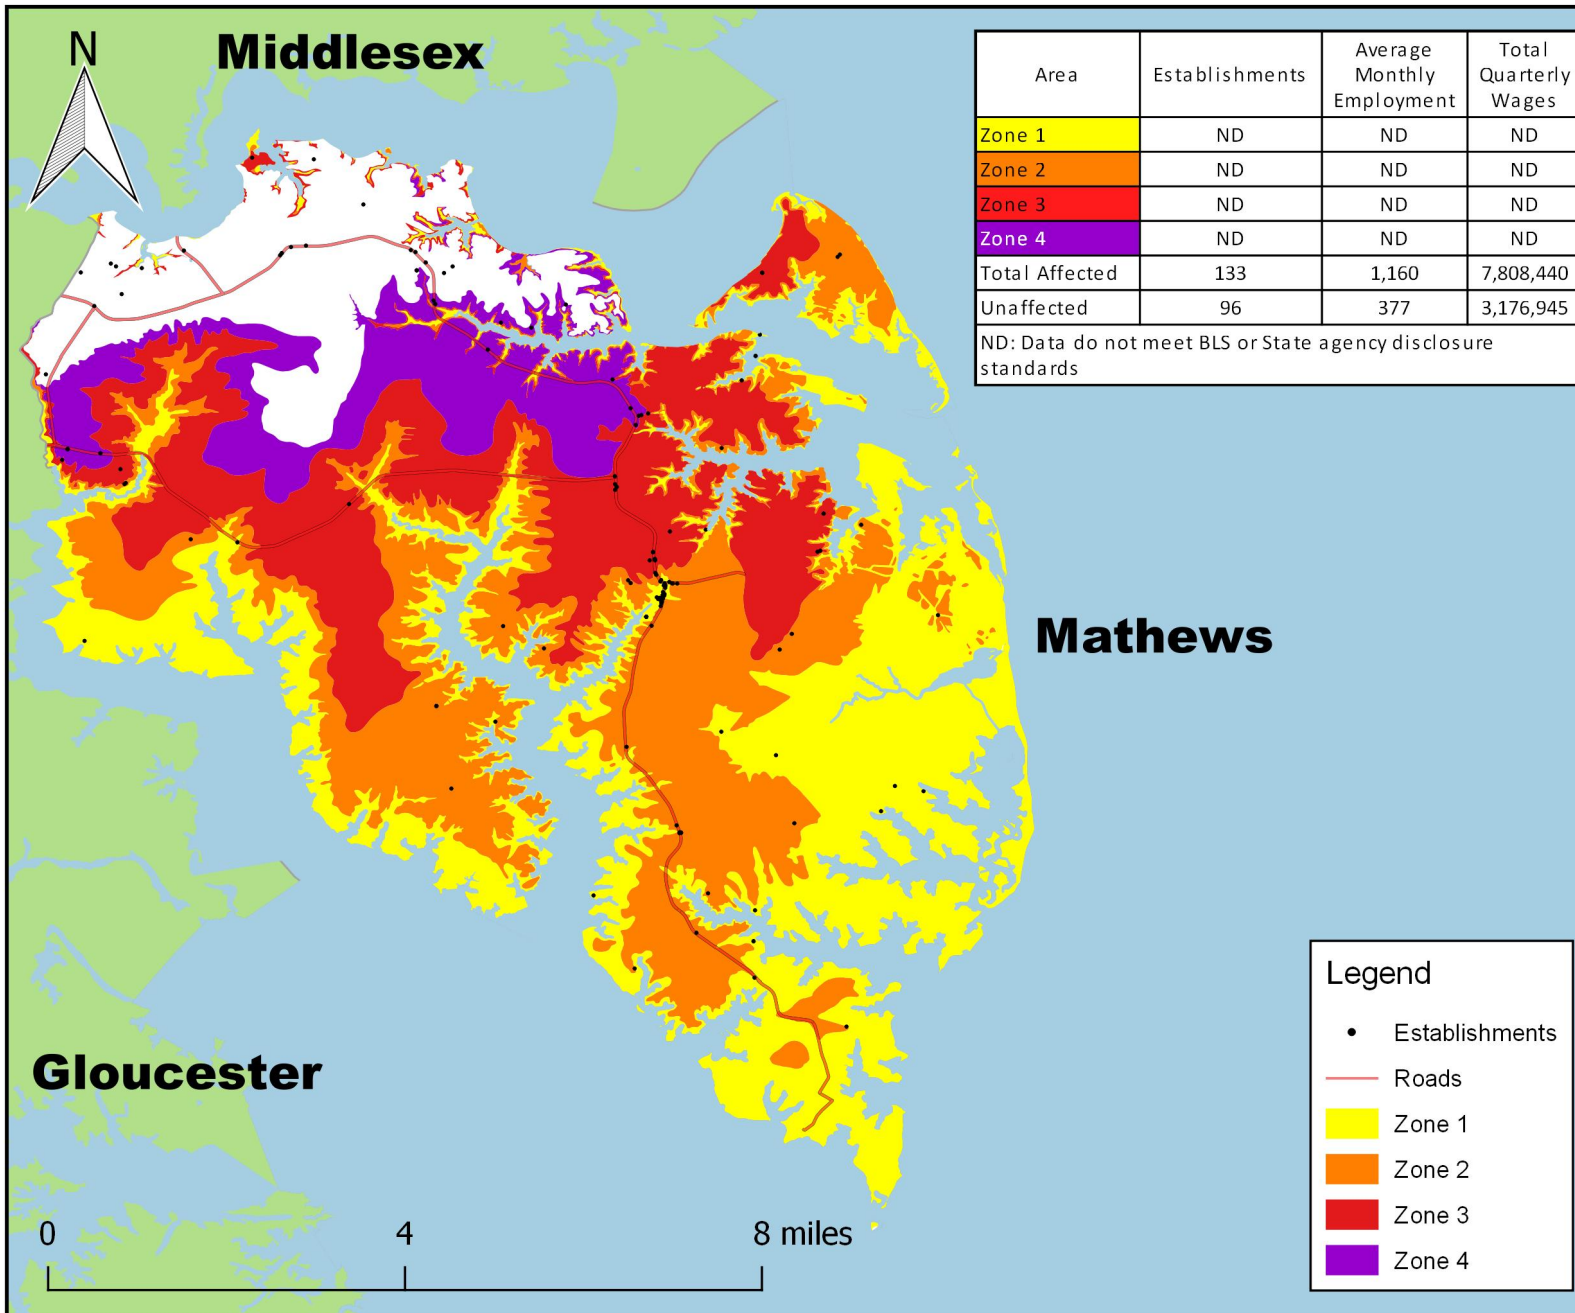 N
Middlesex
Area Establishments Average Monthly Employment Total Quarterly Wages
Zone 1 ND ND ND
Zone 2 ND ND ND
Zone 3 ND ND ND
Zone 4 ND ND ND
Total Affected 133 1,160 7,808,440
Unaffected 96 377 3,176,945
ND: Data do not meet BLS or State agency disclosure
standards
Mathews
Gloucester
Legend
Establishments
Roads
Zone 1
Zone 2
Zone 3
Zone 4
0 4 8 miles